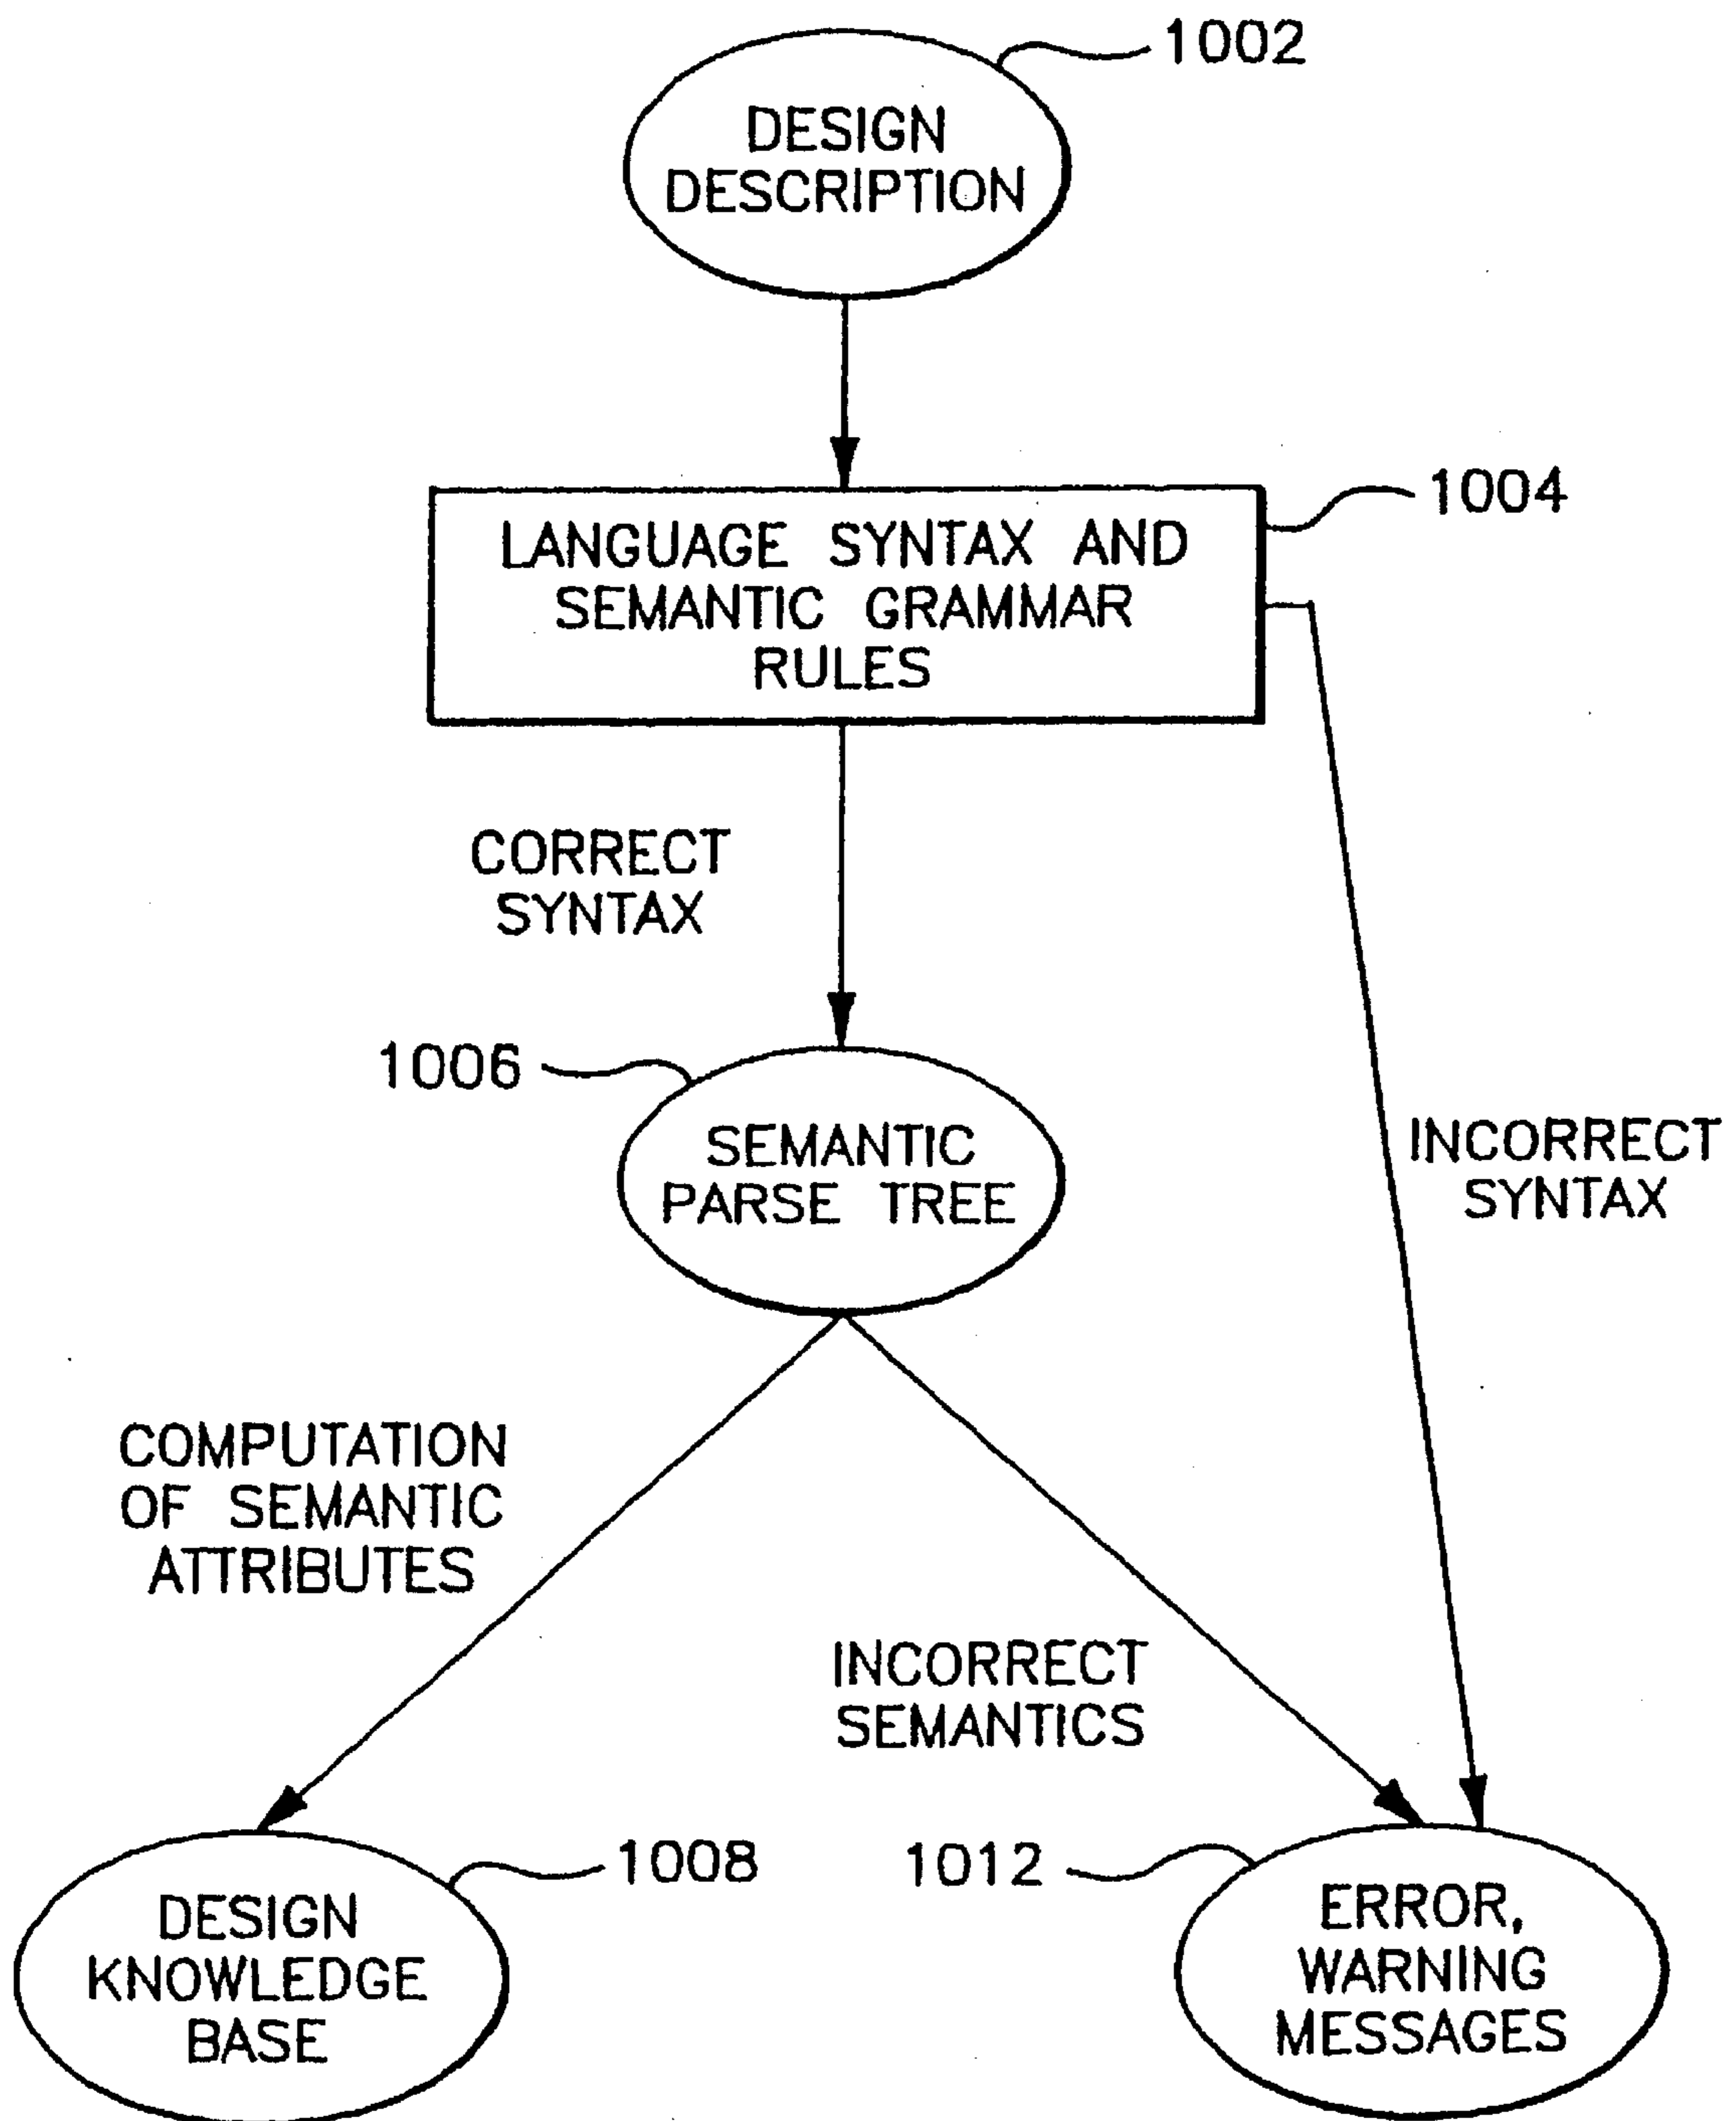 1002
DESIGN
DESCRIPTION
1004
LANGUAGE SYNTAX AND
SEMANTIC GRAMMAR
RULES
CORRECT
SYNTAX
1006
SEMANTIC
PARSE TREE
INCORRECT
SYNTAX
COMPUTATION
OF SEMANTIC
ATTRIBUTES
INCORRECT
SEMANTICS
1008
DESIGN
KNOWLEDGE
BASE
1012
ERROR,
WARNING
MESSAGES